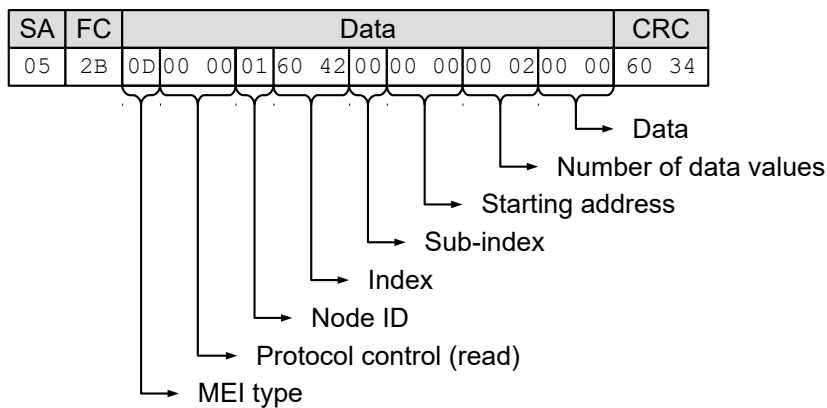 SA FC Data CRC
05 2B 0D 00 00 01 60 42 00 00 00 00 02 00 00 60 34
Data
Number of data values
Starting address
Sub-index
Index
Node ID
Protocol control (read)
MEI type